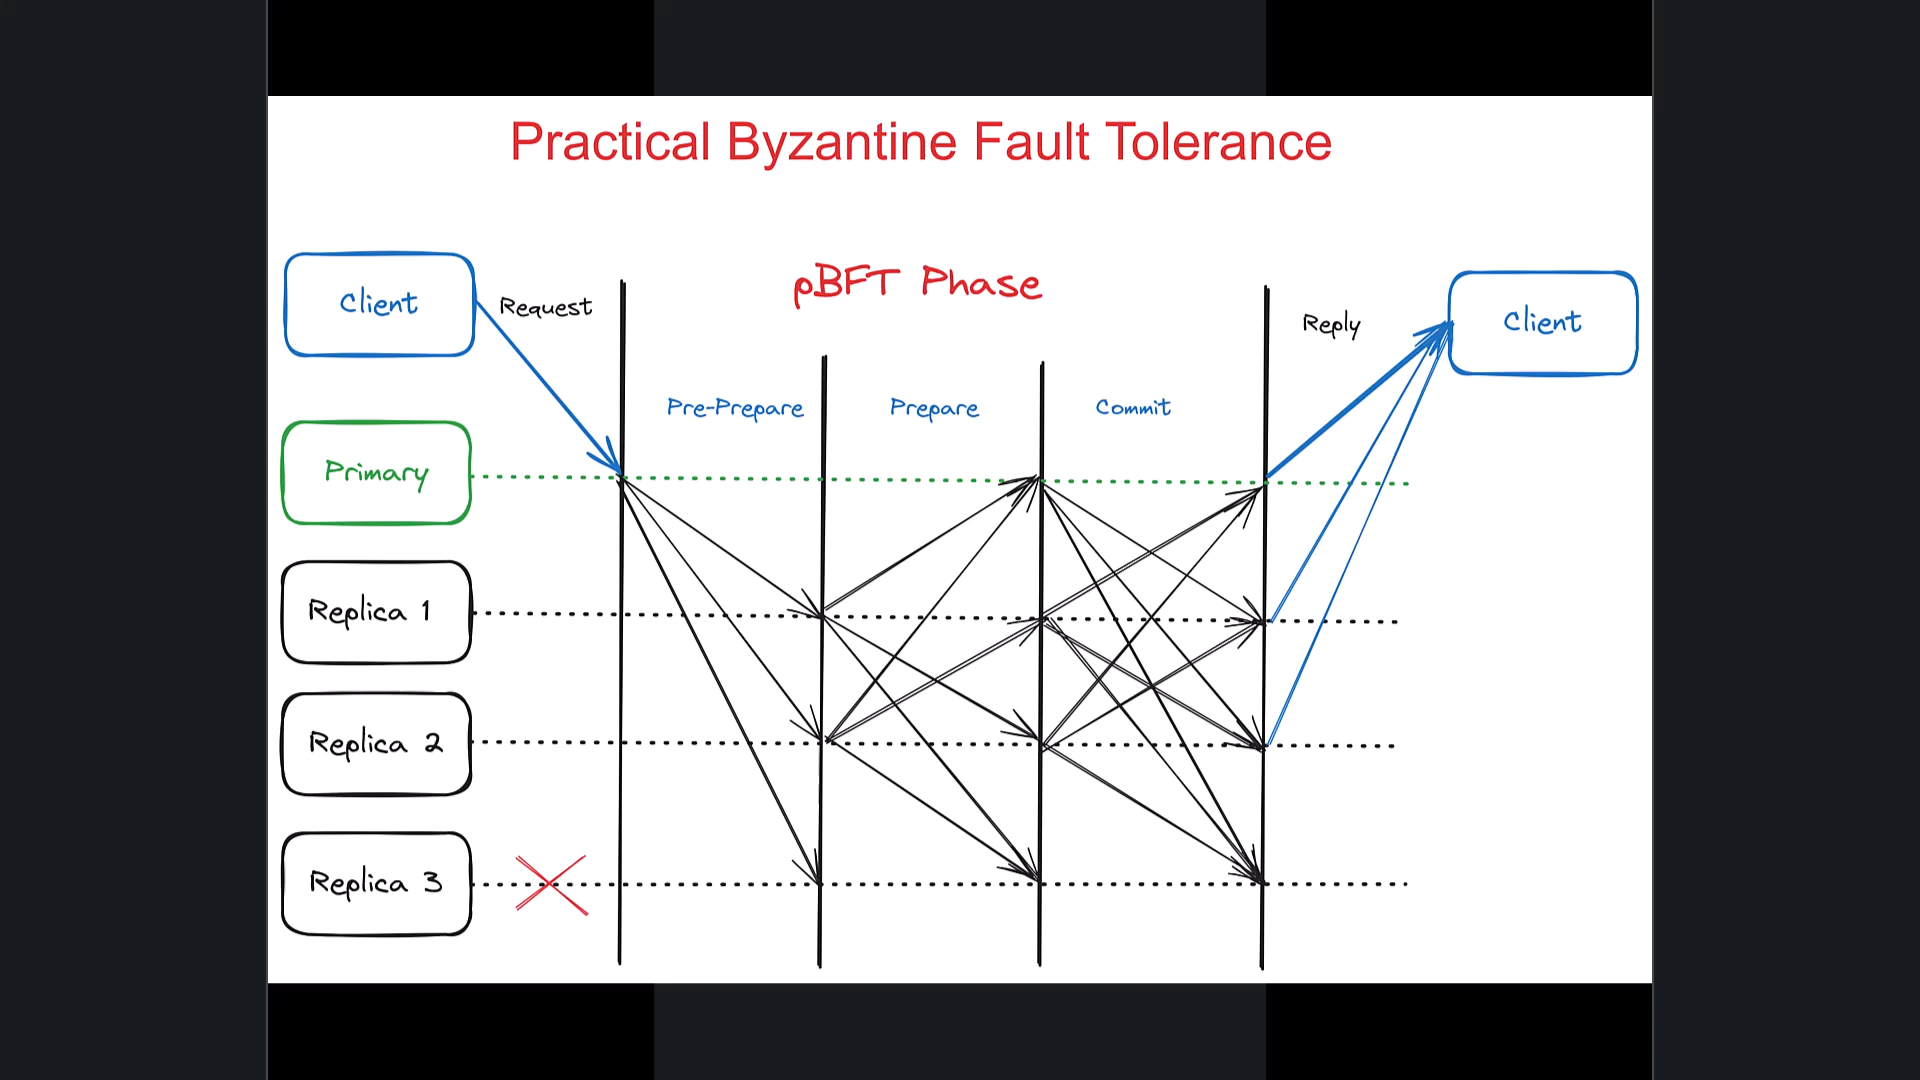 Practical Byzantine Fault Tolerance
pBFT Phase
Client
Request
Reply
Client
Pre-Prepare
Prepare
Commit
Primary
Replica 1
Replica 2
Replica 3